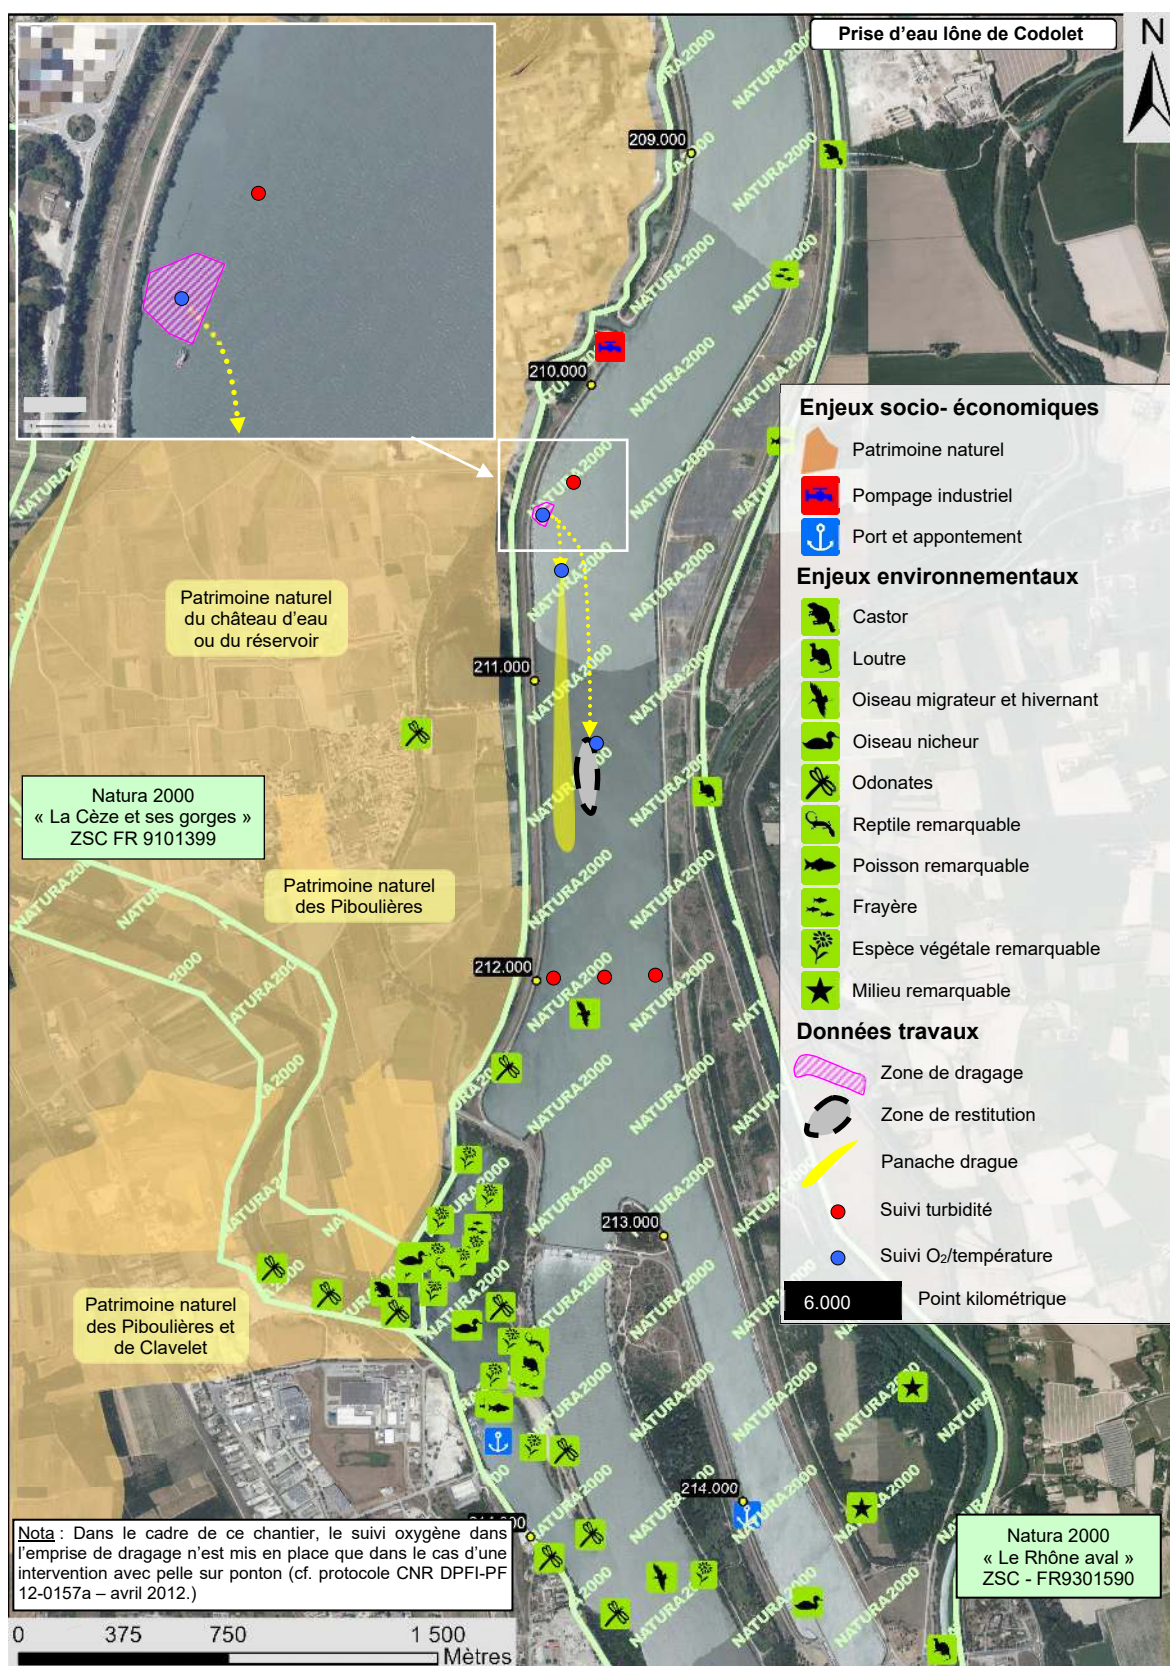 Prise d'eau lône de Codolet
N
NATURA2000
209.000
210.000
211.000
212.000
213.000
214.000
Patrimoine naturel
du château d'eau
ou du réservoir
Natura 2000
« La Cèze et ses gorges »
ZSC FR 9101399
Patrimoine naturel
des Piboulières
Patrimoine naturel
des Piboulières et
de Clavelet
Enjeux socio- économiques
Patrimoine naturel
Pompage industriel
Port et appontement
Enjeux environnementaux
Castor
Loutre
Oiseau migrateur et hivernant
Oiseau nicheur
Odonates
Reptile remarquable
Poisson remarquable
Frayère
Espèce végétale remarquable
Milieu remarquable
Données travaux
Zone de dragage
Zone de restitution
Panache drague
Suivi turbidité
Suivi O2/température
6.000 Point kilométrique
Nota : Dans le cadre de ce chantier, le suivi oxygène dans
l'emprise de dragage n'est mis en place que dans le cas d'une
intervention avec pelle sur ponton (cf. protocole CNR DPFI-PF
12-0157a – avril 2012.)
Natura 2000
« Le Rhône aval »
ZSC - FR9301590
0 375 750 1 500
Mètres